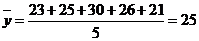 y̅ = 23 + 25 + 30 + 26 + 21 / 5 = 25